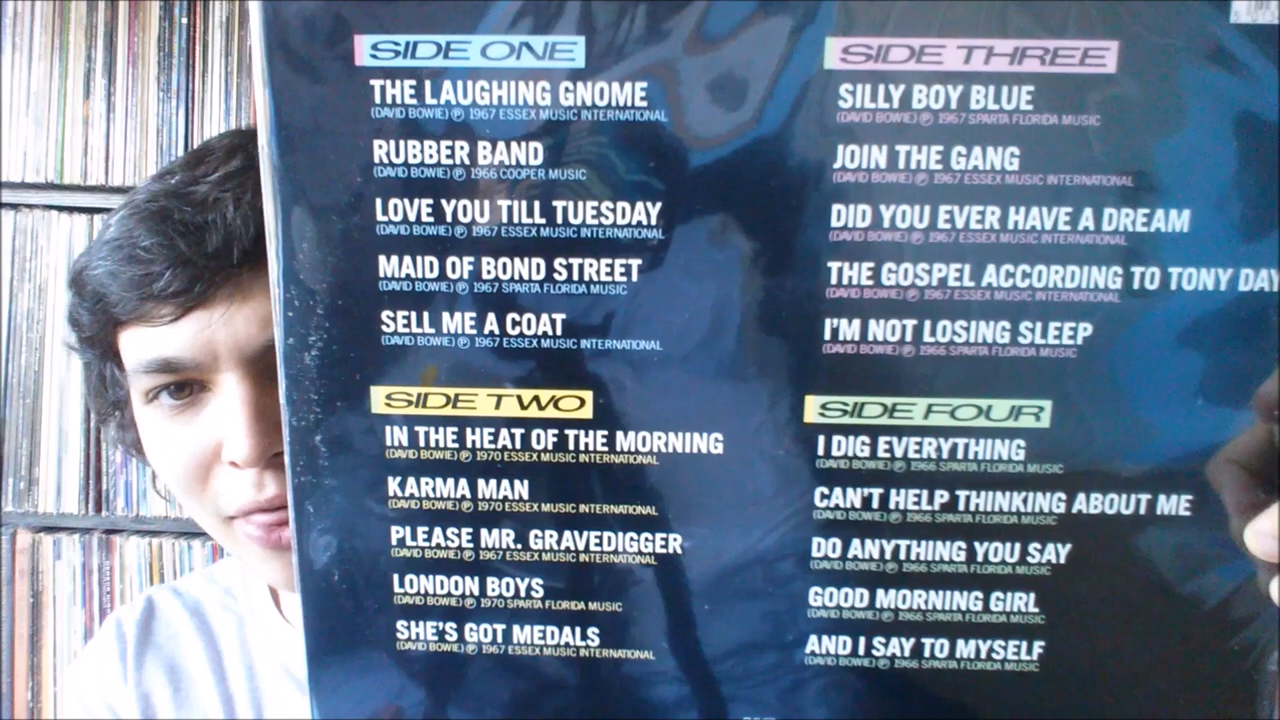 SIDE ONE
THE LAUGHING GNOME
(DAVID BOWIE) Ⓟ 1967 ESSEX MUSIC INTERNATIONAL
RUBBER BAND
(DAVID BOWIE) Ⓟ 1966 COOPER MUSIC
LOVE YOU TILL TUESDAY
(DAVID BOWIE) Ⓟ 1967 ESSEX MUSIC INTERNATIONAL
MAID OF BOND STREET
(DAVID BOWIE) Ⓟ 1967 SPARTA FLORIDA MUSIC
SELL ME A COAT
(DAVID BOWIE) Ⓟ 1967 ESSEX MUSIC INTERNATIONAL
SIDE TWO
IN THE HEAT OF THE MORNING
(DAVID BOWIE) Ⓟ 1970 ESSEX MUSIC INTERNATIONAL
KARMA MAN
(DAVID BOWIE) Ⓟ 1970 ESSEX MUSIC INTERNATIONAL
PLEASE MR. GRAVEDIGGER
(DAVID BOWIE) Ⓟ 1967 ESSEX MUSIC INTERNATIONAL
LONDON BOYS
(DAVID BOWIE) Ⓟ 1970 SPARTA FLORIDA MUSIC
SHE'S GOT MEDALS
(DAVID BOWIE) Ⓟ 1967 ESSEX MUSIC INTERNATIONAL
SIDE THREE
SILLY BOY BLUE
(DAVID BOWIE) Ⓟ 1967 SPARTA FLORIDA MUSIC
JOIN THE GANG
(DAVID BOWIE) Ⓟ 1967 ESSEX MUSIC INTERNATIONAL
DID YOU EVER HAVE A DREAM
(DAVID BOWIE) Ⓟ 1967 ESSEX MUSIC INTERNATIONAL
THE GOSPEL ACCORDING TO TONY DAY
(DAVID BOWIE) Ⓟ 1967 ESSEX MUSIC INTERNATIONAL
I'M NOT LOSING SLEEP
(DAVID BOWIE) Ⓟ 1966 SPARTA FLORIDA MUSIC
SIDE FOUR
I DIG EVERYTHING
(DAVID BOWIE) Ⓟ 1966 SPARTA FLORIDA MUSIC
CAN'T HELP THINKING ABOUT ME
(DAVID BOWIE) Ⓟ 1966 SPARTA FLORIDA MUSIC
DO ANYTHING YOU SAY
(DAVID BOWIE) Ⓟ 1966 SPARTA FLORIDA MUSIC
GOOD MORNING GIRL
(DAVID BOWIE) Ⓟ 1966 SPARTA FLORIDA MUSIC
AND I SAY TO MYSELF
(DAVID BOWIE) Ⓟ 1966 SPARTA FLORIDA MUSIC